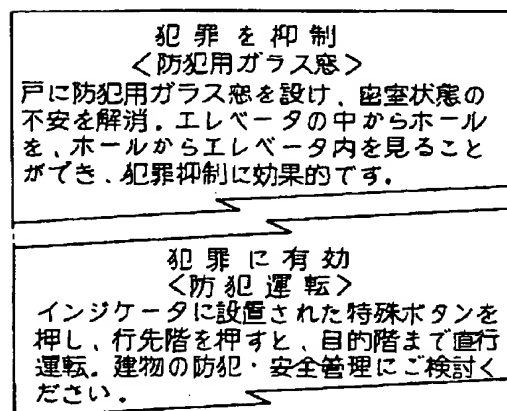 犯罪を抑制
<防犯用ガラス窓>
戸に防犯用ガラス窓を設け、密室状態の
不安を解消。エレベータの中からホール
を、ホールからエレベータ内を見ること
ができ、犯罪抑制に効果的です。
犯罪に有効
<防犯運転>
インジケータに設置された特殊ボタンを
押し、行先階を押すと、目的階まで直行
運転。建物の防犯・安全管理にご検討く
ださい。